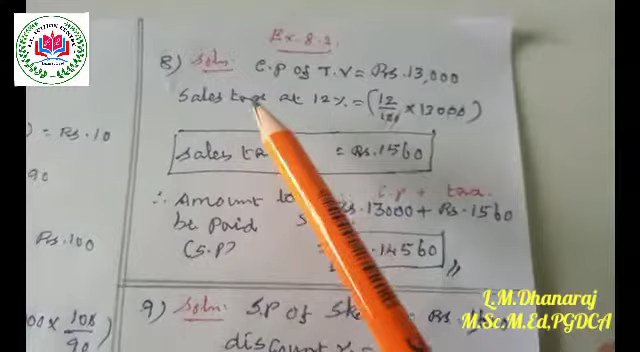 Ex-8.2.
8) Soln: C.P of T.V = Rs.13,000
Sales tax at 12% = (12/100 × 13000)
Sales = Rs.1560
∴ Amount to C.P + tax.
be Paid Rs.13000 + Rs.1560
(S.P) = .14560
9) Soln: S.P of = Rs.
discount % =
) = Rs.10
90
Rs.100
00 × 100/90
L.M.Dhanaraj
M.Sc,M.Ed,PGDCA